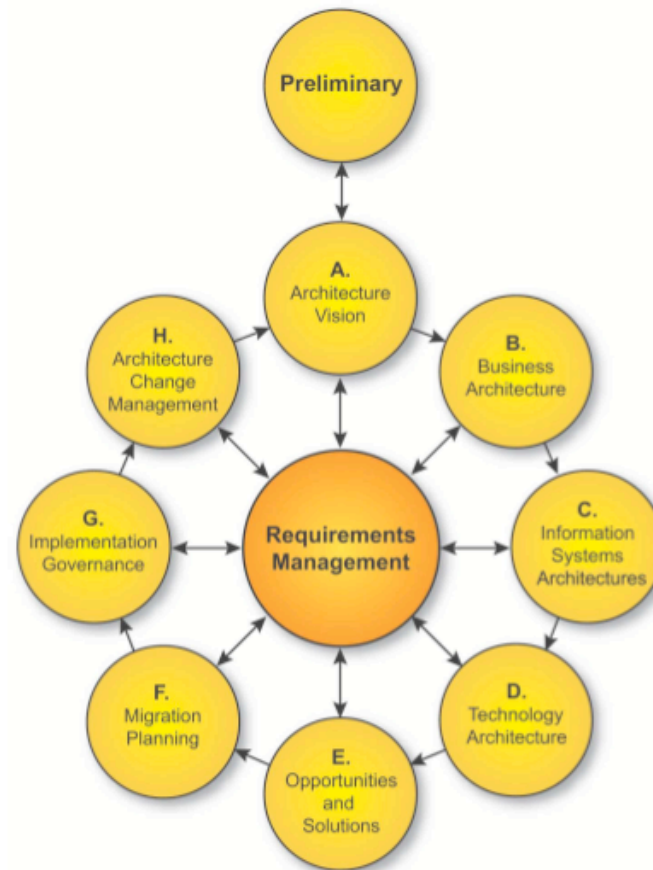 Preliminary
A.
Architecture
Vision
B.
Business
Architecture
C.
Information
Systems
Architectures
D.
Technology
Architecture
E.
Opportunities
and
Solutions
F.
Migration
Planning
G.
Implementation
Governance
H.
Architecture
Change
Management
Requirements
Management